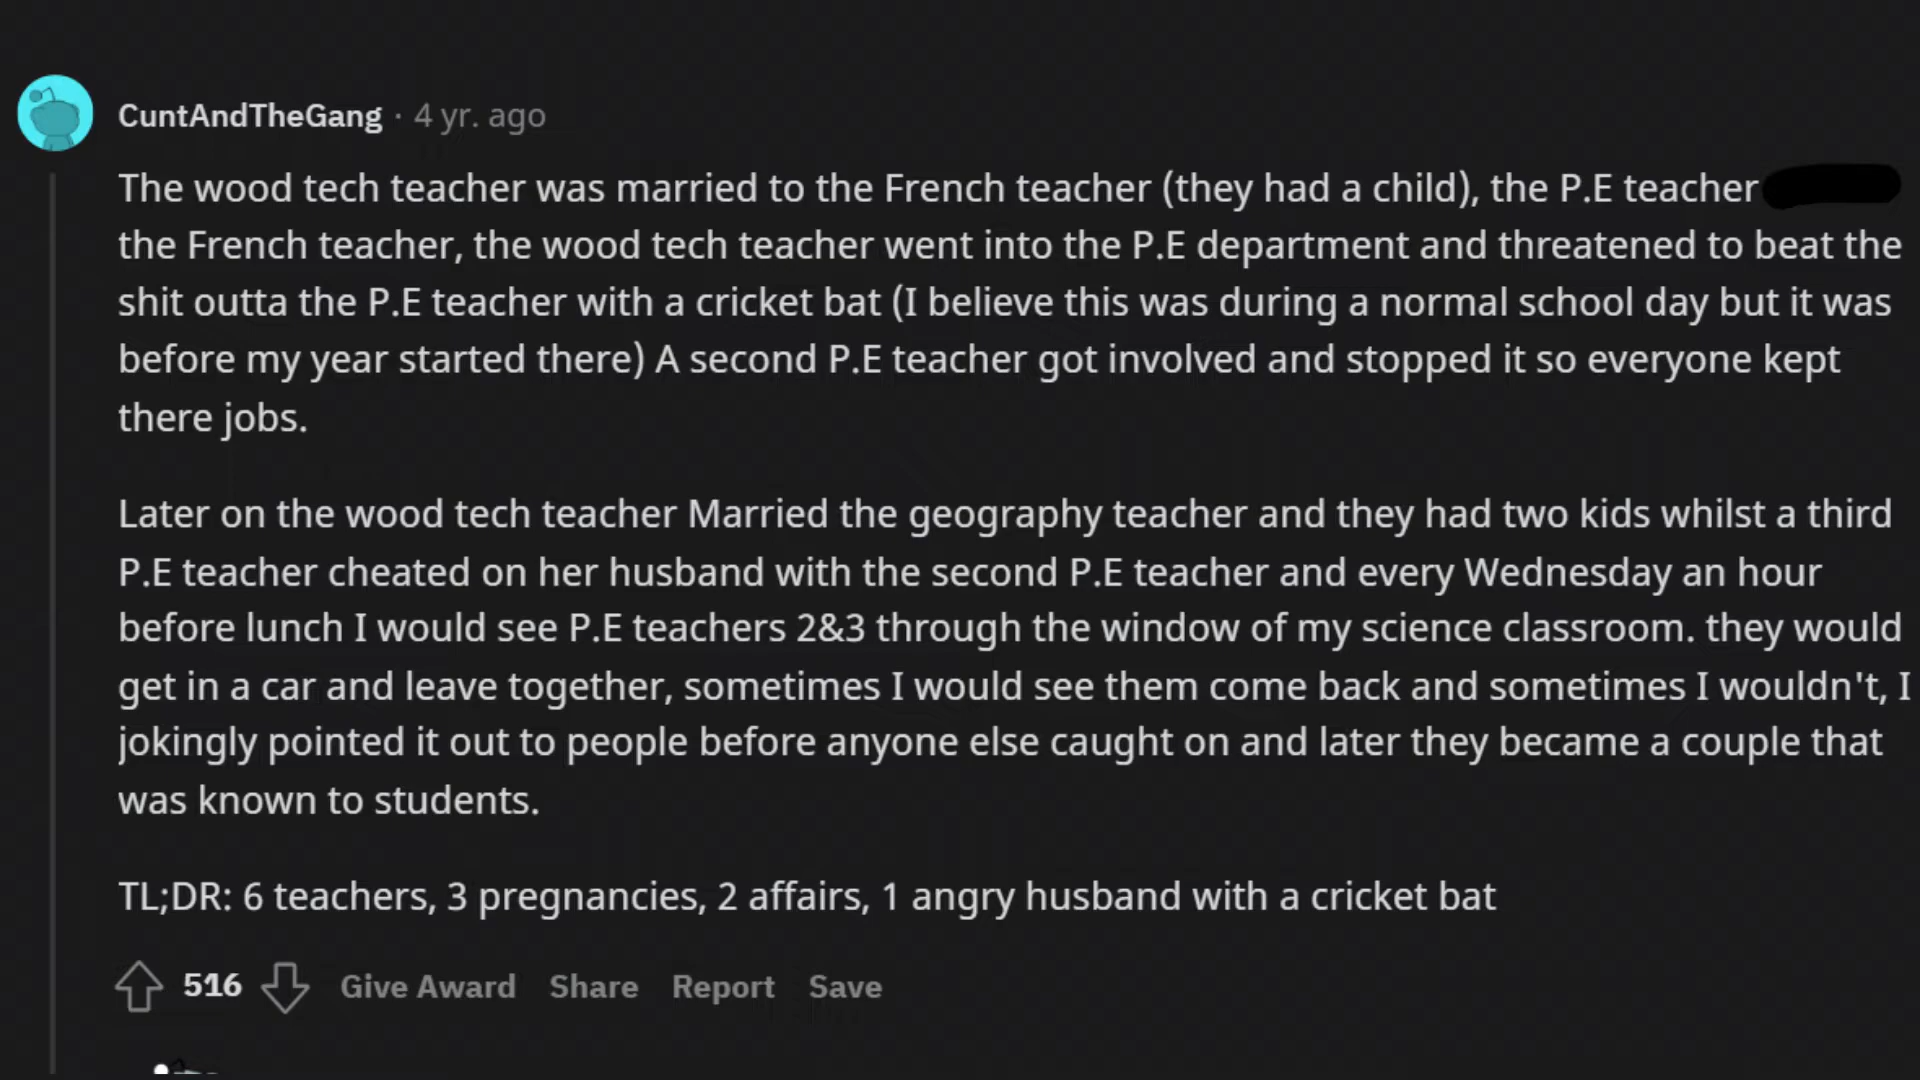 CuntAndTheGang · 4 yr. ago
The wood tech teacher was married to the French teacher (they had a child), the P.E teacher
the French teacher, the wood tech teacher went into the P.E department and threatened to beat the
shit outta the P.E teacher with a cricket bat (I believe this was during a normal school day but it was
before my year started there) A second P.E teacher got involved and stopped it so everyone kept
there jobs.
Later on the wood tech teacher Married the geography teacher and they had two kids whilst a third
P.E teacher cheated on her husband with the second P.E teacher and every Wednesday an hour
before lunch I would see P.E teachers 2&3 through the window of my science classroom. they would
get in a car and leave together, sometimes I would see them come back and sometimes I wouldn't, I
jokingly pointed it out to people before anyone else caught on and later they became a couple that
was known to students.
TL;DR: 6 teachers, 3 pregnancies, 2 affairs, 1 angry husband with a cricket bat
516 Give Award Share Report Save